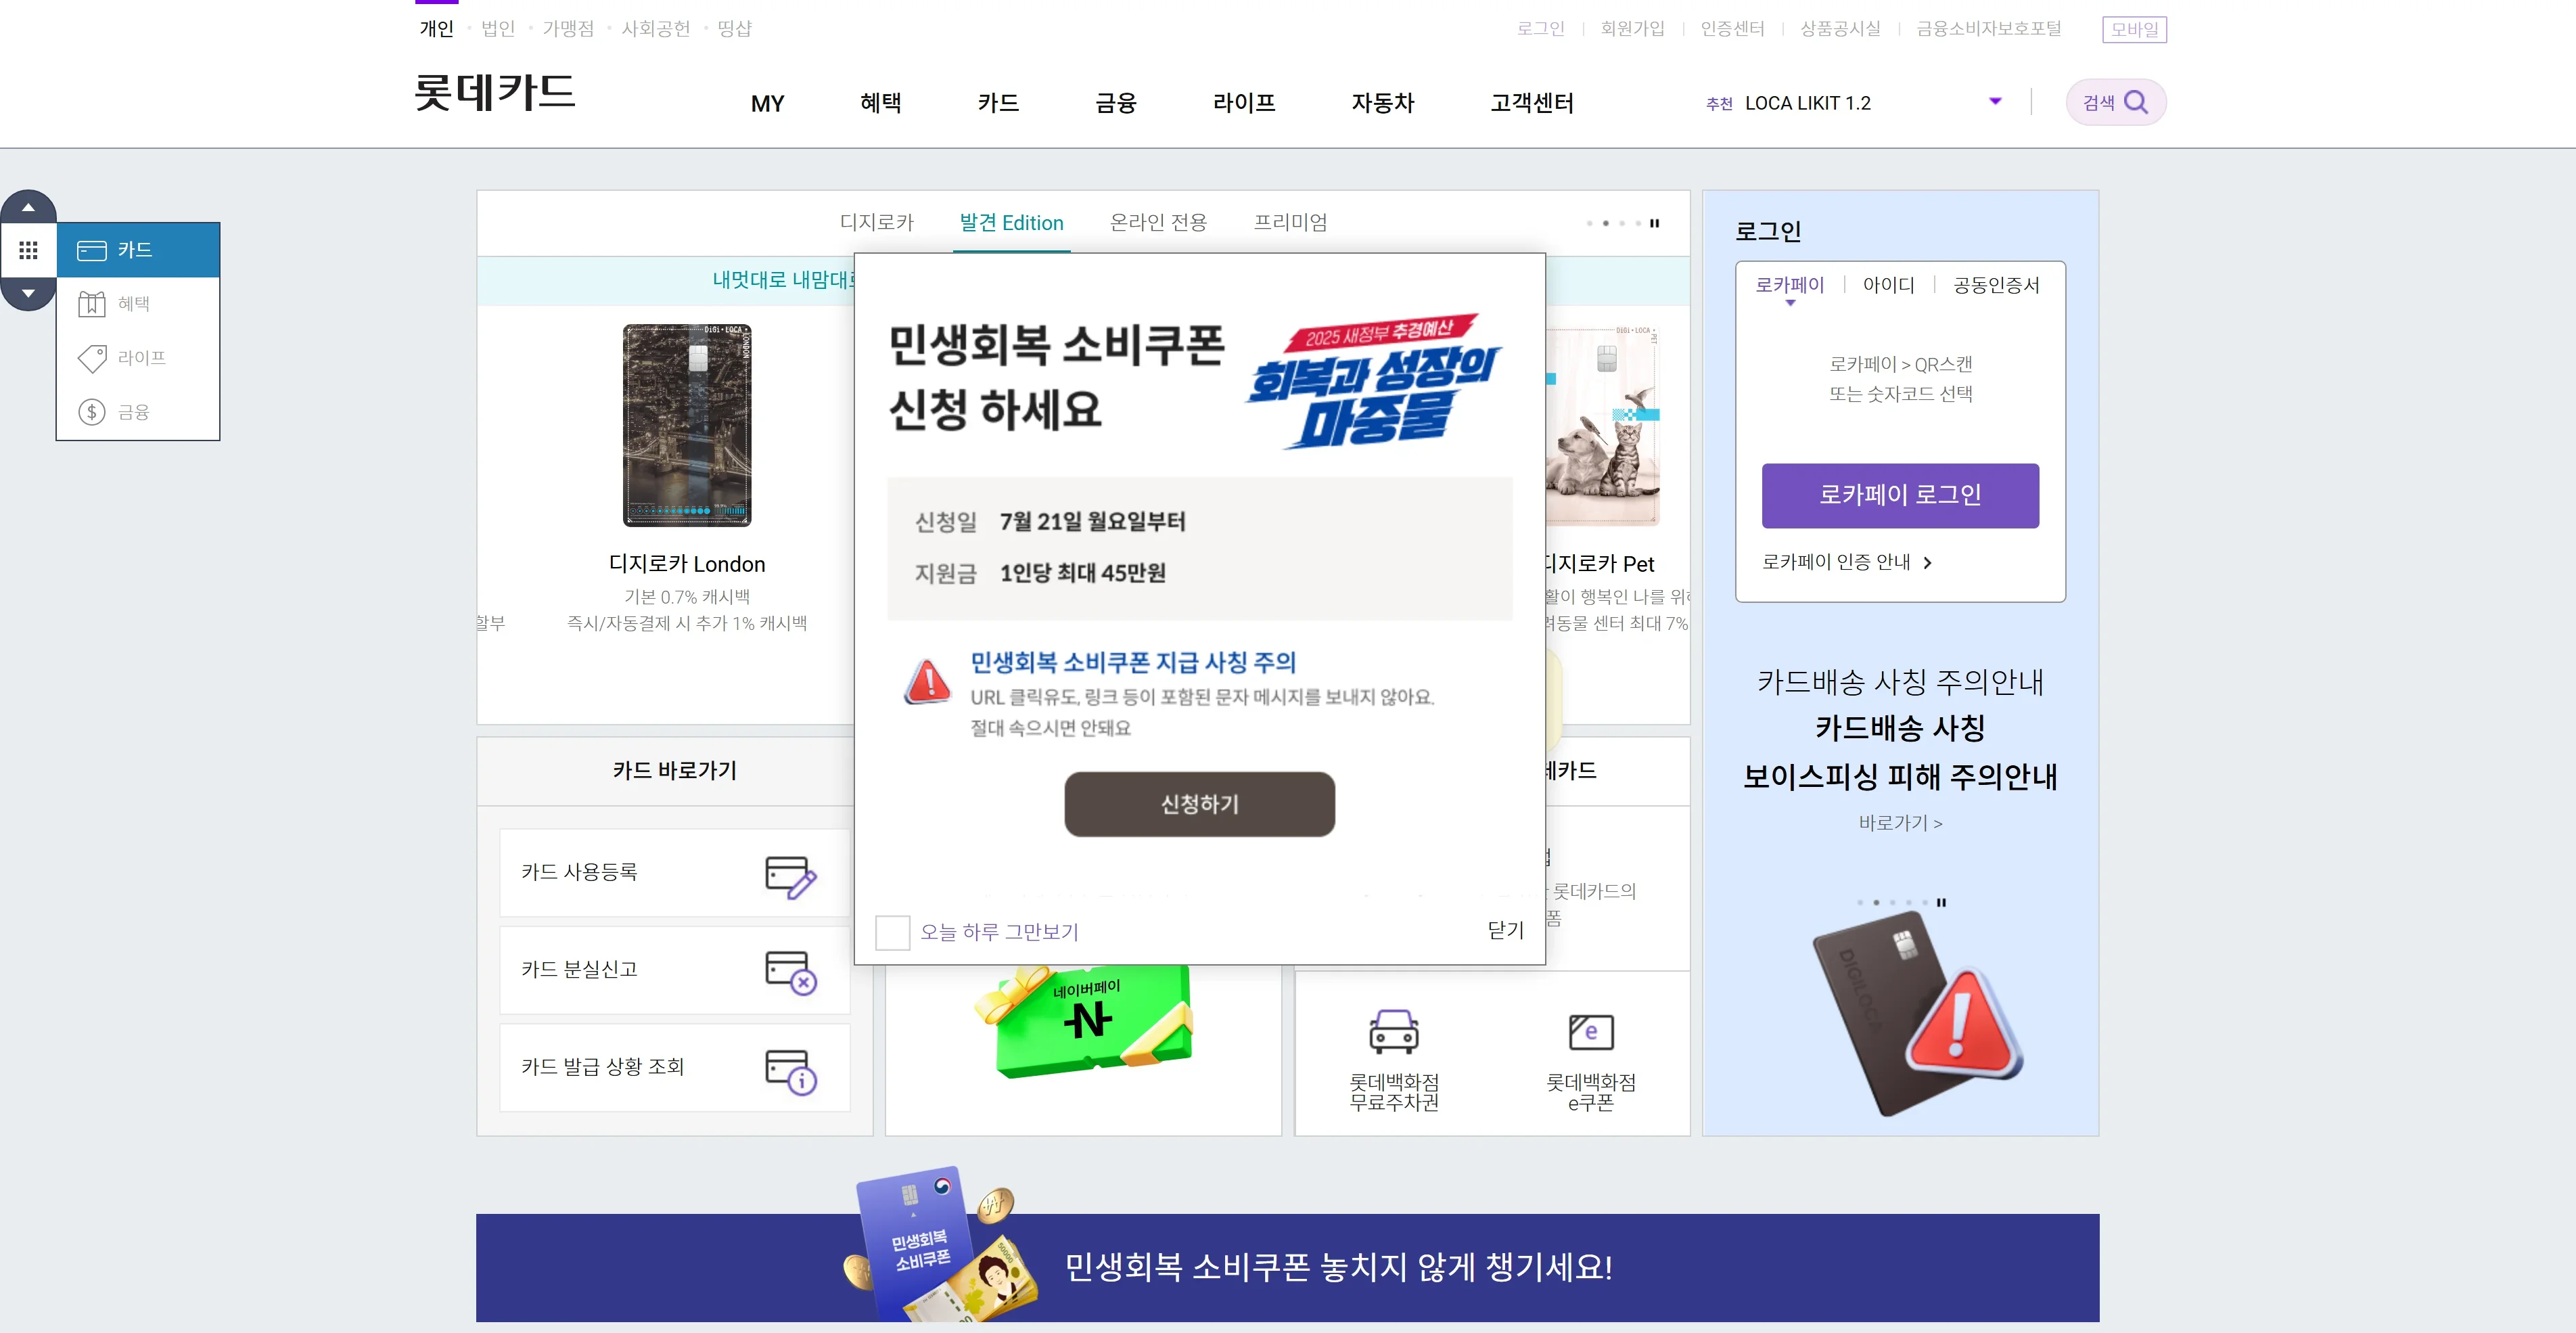 개인
법인
가맹점
사회공헌
띵샵
로그인
회원가입
인증센터
상품공시실
금융소비자보호포털
모바일
롯데카드
MY
혜택
카드
금융
라이프
자동차
고객센터
추천 LOCA LIKIT 1.2
검색
카드
혜택
라이프
금융
디지로카
발견 Edition
온라인 전용
프리미엄
내멋대로 내맘대로
DIGI·LOCA
LONDON
디지로카 London
기본 0.7% 캐시백
즉시/자동결제 시 추가 1% 캐시백
할부
민생회복 소비쿠폰
신청 하세요
2025 새정부 추경예산
회복과 성장의
마중물
신청일 7월 21일 월요일부터
지원금 1인당 최대 45만원
민생회복 소비쿠폰 지급 사칭 주의
URL 클릭유도, 링크 등이 포함된 문자 메시지를 보내지 않아요.
절대 속으시면 안돼요
신청하기
오늘 하루 그만보기
닫기
DIGI·LOCA
PET
디지로카 Pet
활이 행복인 나를 위
려동물 센터 최대 7%
로그인
로카페이
아이디
공동인증서
로카페이 > QR스캔
또는 숫자코드 선택
로카페이 로그인
로카페이 인증 안내 >
카드배송 사칭 주의안내
카드배송 사칭
보이스피싱 피해 주의안내
바로가기 >
DIGILOCA
카드 바로가기
카드 사용등록
카드 분실신고
카드 발급 상황 조회
네이버페이
N
데카드
롯데카드의
폼
롯데백화점
무료주차권
e
롯데백화점
e쿠폰
민생회복
소비쿠폰
50000
민생회복 소비쿠폰 놓치지 않게 챙기세요!